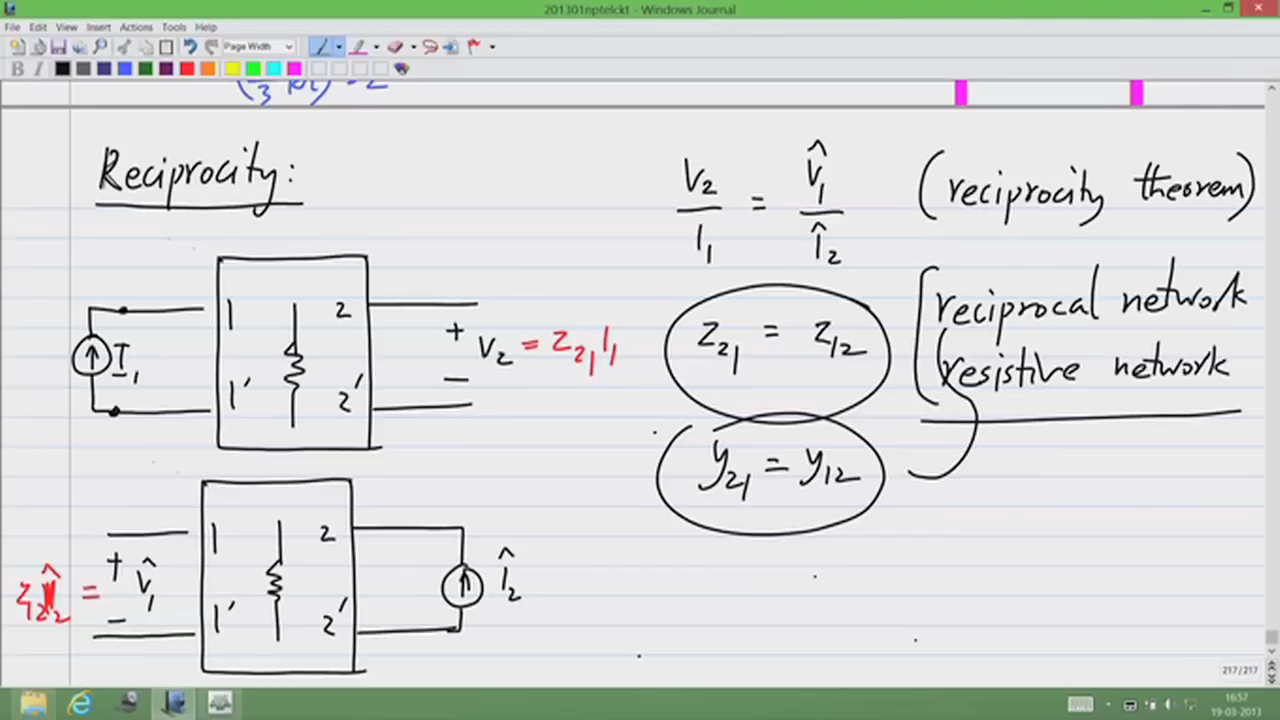 201301nptelckt - Windows Journal
File Edit View Insert Actions Tools Help
Page Width
B I
Reciprocity:
V2 / I1 = V̂1 / Î2
(reciprocity theorem)
1 2
I1
1' 2'
+
V2 = Z21 I1
−
Z21 = Z12
reciprocal network
resistive network
y21 = y12
1 2
+
= V̂1
−
1' 2'
Î2
217 / 217
16:57
19-03-2013